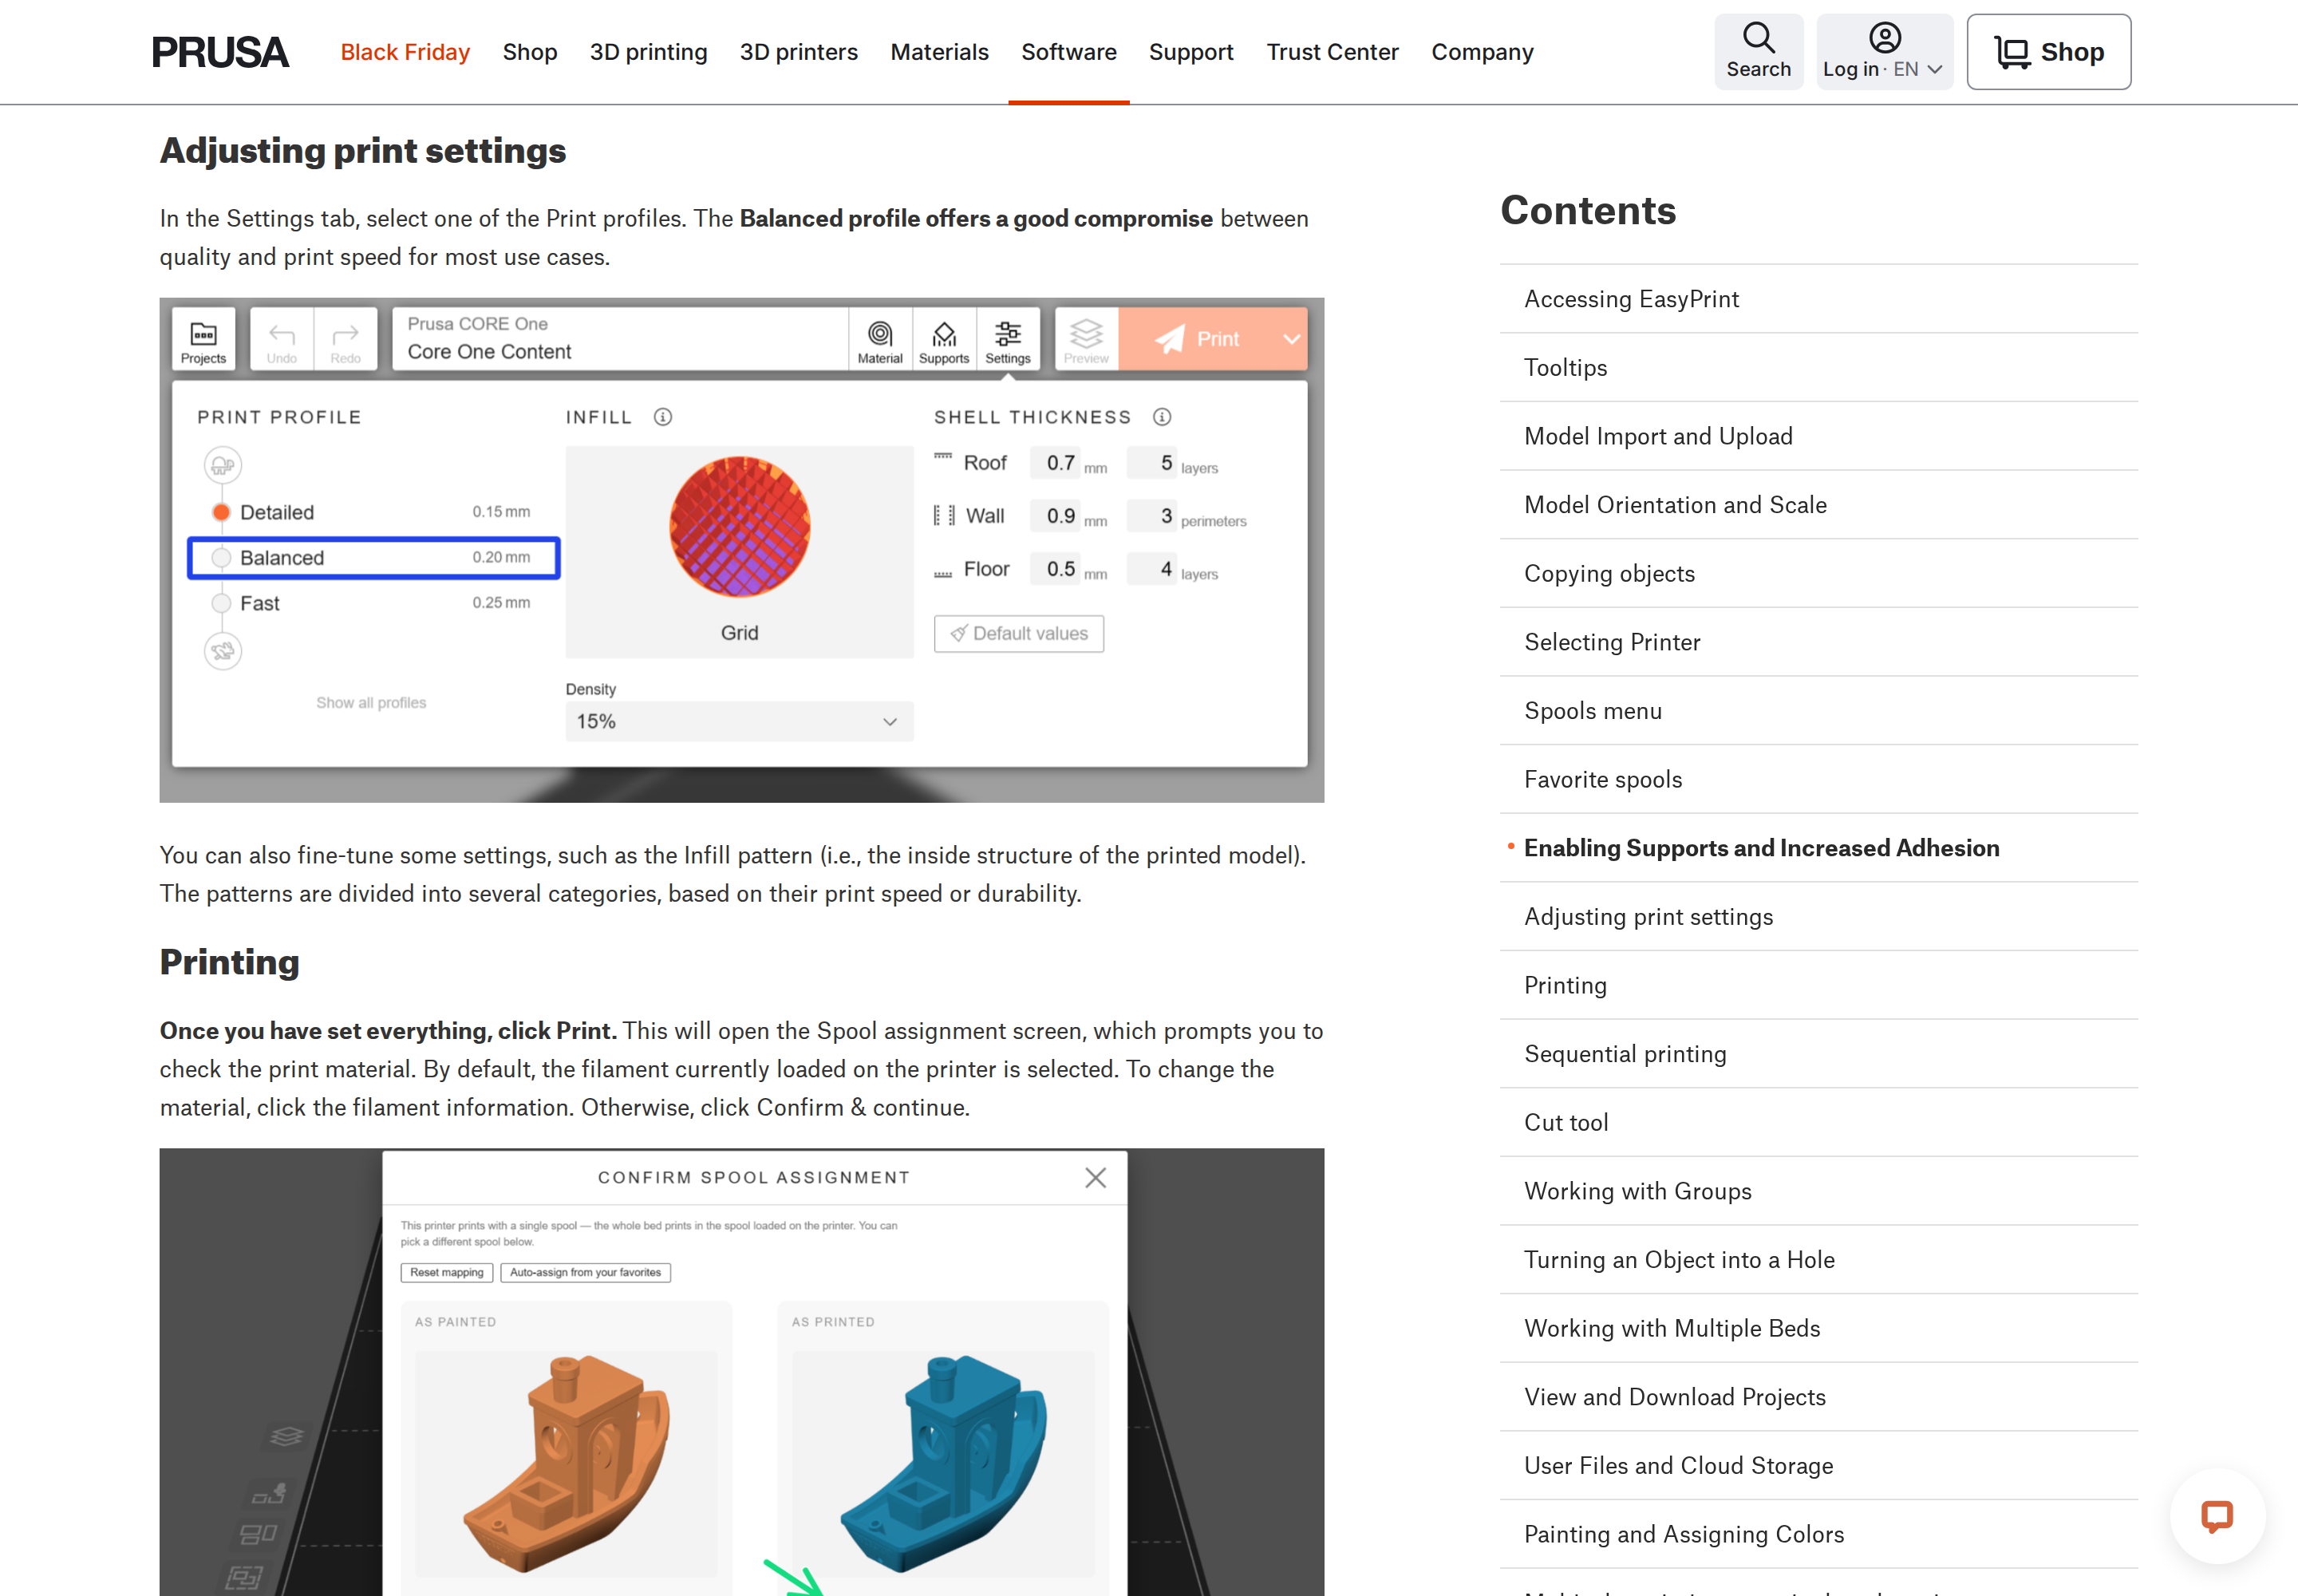 PRUSA
Black Friday
Shop
3D printing
3D printers
Materials
Software
Support
Trust Center
Company
Search
Log in · EN
Shop
Adjusting print settings
In the Settings tab, select one of the Print profiles. The Balanced profile offers a good compromise between
quality and print speed for most use cases.
Projects
Undo
Redo
Prusa CORE One
Core One Content
Material
Supports
Settings
Preview
Print
PRINT PROFILE
Detailed 0.15 mm
Balanced 0.20 mm
Fast 0.25 mm
Show all profiles
INFILL
Grid
Density
15%
SHELL THICKNESS
Roof 0.7 mm 5 layers
Wall 0.9 mm 3 perimeters
Floor 0.5 mm 4 layers
Default values
You can also fine-tune some settings, such as the Infill pattern (i.e., the inside structure of the printed model).
The patterns are divided into several categories, based on their print speed or durability.
Printing
Once you have set everything, click Print. This will open the Spool assignment screen, which prompts you to
check the print material. By default, the filament currently loaded on the printer is selected. To change the
material, click the filament information. Otherwise, click Confirm & continue.
CONFIRM SPOOL ASSIGNMENT
This printer prints with a single spool — the whole bed prints in the spool loaded on the printer. You can
pick a different spool below.
Reset mapping
Auto-assign from your favorites
AS PAINTED
AS PRINTED
Contents
Accessing EasyPrint
Tooltips
Model Import and Upload
Model Orientation and Scale
Copying objects
Selecting Printer
Spools menu
Favorite spools
Enabling Supports and Increased Adhesion
Adjusting print settings
Printing
Sequential printing
Cut tool
Working with Groups
Turning an Object into a Hole
Working with Multiple Beds
View and Download Projects
User Files and Cloud Storage
Painting and Assigning Colors